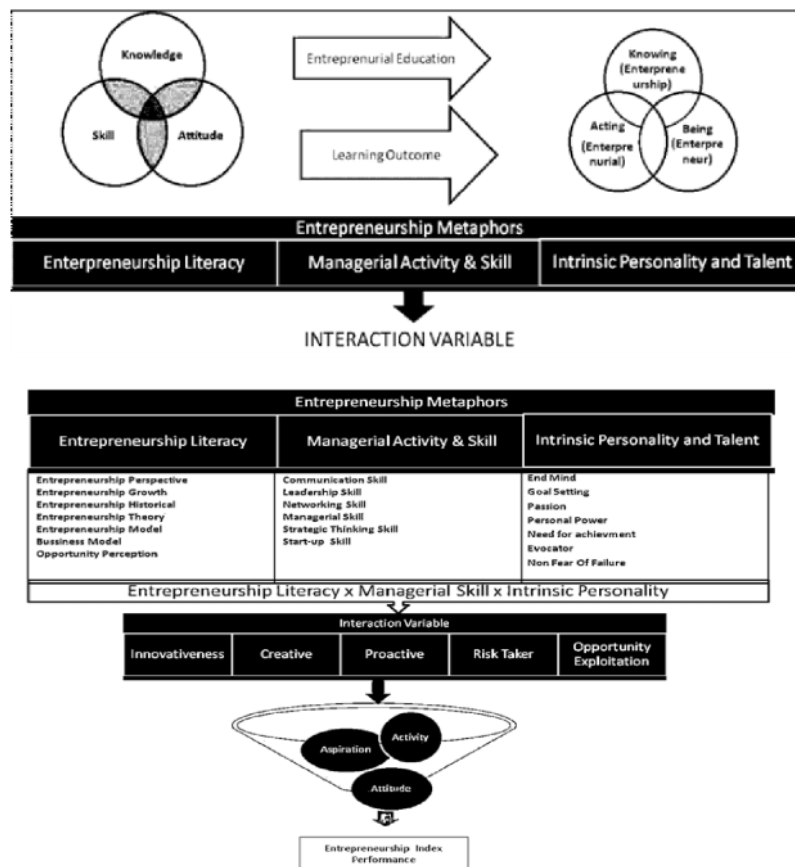 Knowledge
Skill
Attitude
Entreprenurial Education
Learning Outcome
Knowing
(Enterprene
urship)
Acting
(Enterpre
nurial)
Being
(Enterpre
neur)
Entrepreneurship Metaphors
Enterpreneurship Literacy
Managerial Activity & Skill
Intrinsic Personality and Talent
INTERACTION VARIABLE
Entrepreneurship Metaphors
Entrepreneurship Literacy
Managerial Activity & Skill
Intrinsic Personality and Talent
Entrepreneurship Perspective
Entrepreneurship Growth
Entrepreneurship Historical
Entrepreneurship Theory
Entrepreneurship Model
Bussiness Model
Opportunity Perception
Communication Skill
Leadership Skill
Networking Skill
Managerial Skill
Strategic Thinking Skill
Start-up Skill
End Mind
Goal Setting
Passion
Personal Power
Need for achievment
Evocator
Non Fear Of Failure
Entrepreneurship Literacy x Managerial Skill x Intrinsic Personality
Interaction Variable
Innovativeness
Creative
Proactive
Risk Taker
Opportunity
Exploitation
Activity
Aspiration
Attitude
Entrepreneurship Index
Performance